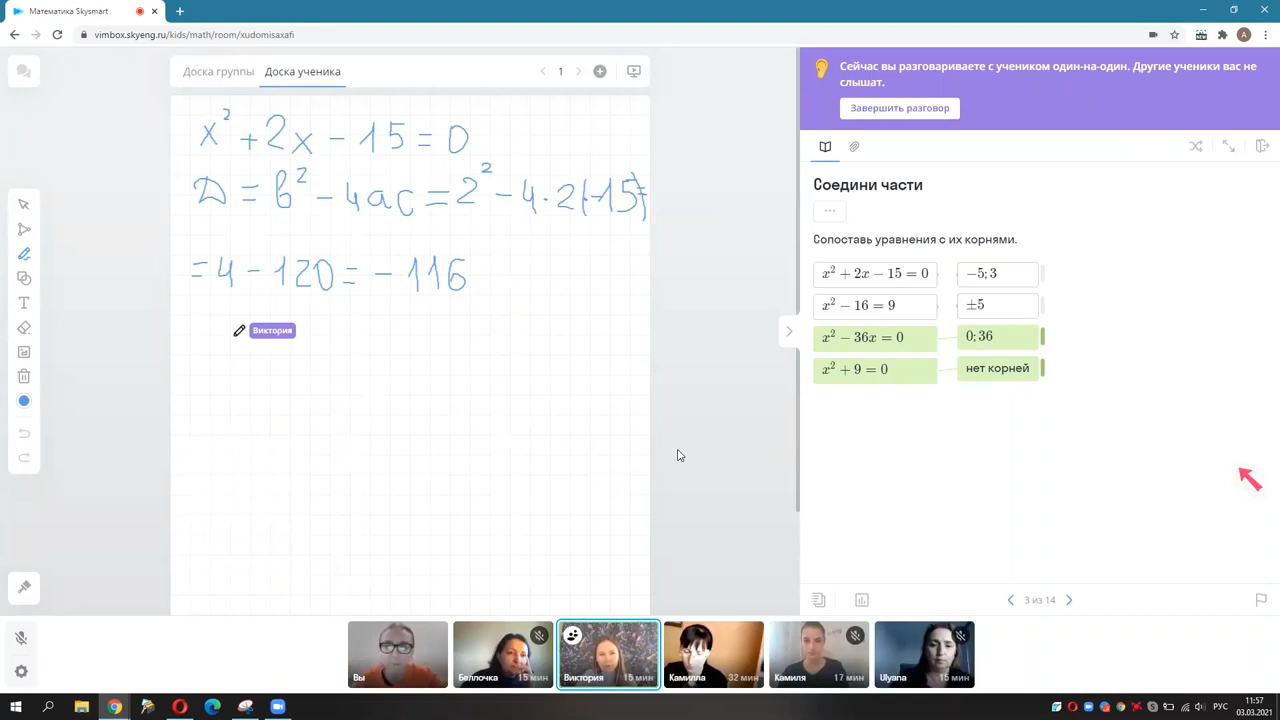 Математика Skysmart
vimbox.skyeng.ru/kids/math/room/xudomisaxafi
A
Доска группы Доска ученика
1
x² + 2x - 15 = 0
D = b² - 4ac = 2² - 4 · 2(-15)=
= 4 - 120 = - 116
Виктория
Сейчас вы разговариваете с учеником один-на-один. Другие ученики вас не
слышат.
Завершить разговор
Соедини части
...
Сопоставь уравнения с их корнями.
x² + 2x − 15 = 0 −5; 3
x² − 16 = 9 ±5
x² − 36x = 0 0; 36
x² + 9 = 0 нет корней
3 из 14
Вы
Беллочка 15 мин
Виктория 15 мин
Камилла 32 мин
Камиля 17 мин
Ulyana 15 мин
РУС
11:57
03.03.2021